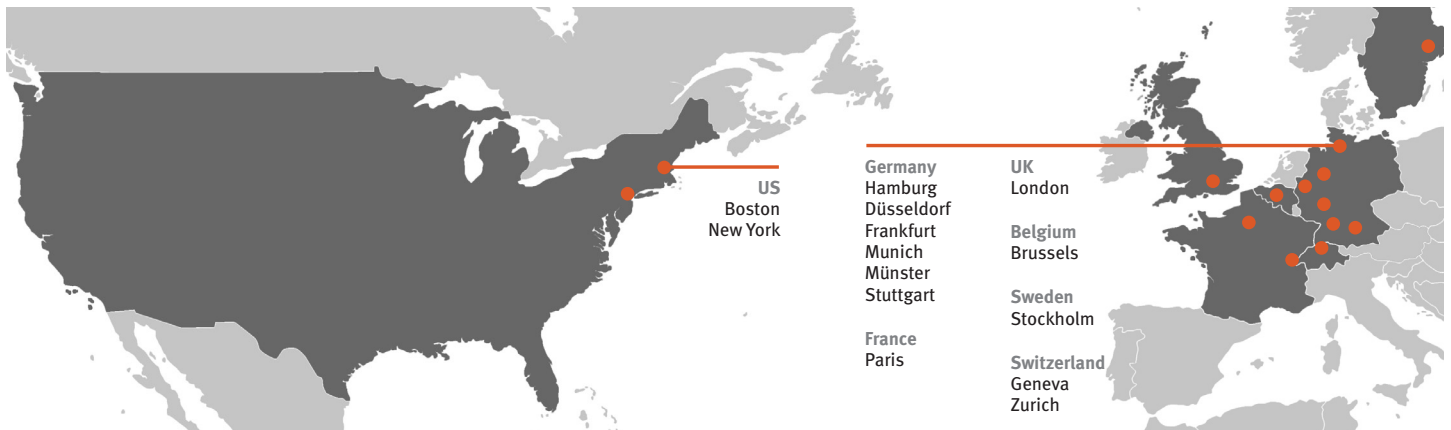 US
Boston
New York
Germany
Hamburg
Düsseldorf
Frankfurt
Munich
Münster
Stuttgart
France
Paris
UK
London
Belgium
Brussels
Sweden
Stockholm
Switzerland
Geneva
Zurich